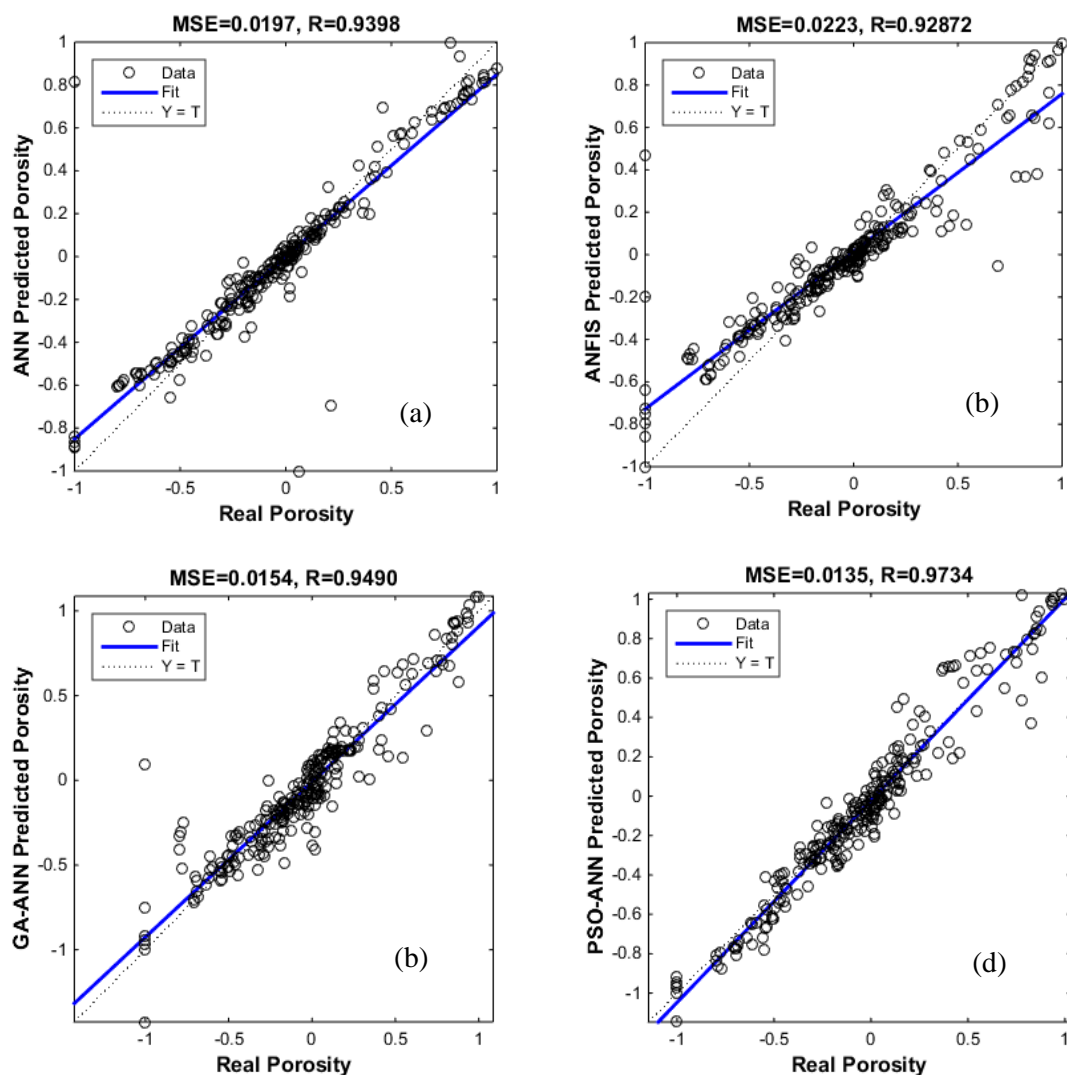 MSE=0.0197, R=0.9398
1
0.8
0.6
0.4
0.2
0
-0.2
-0.4
-0.6
-0.8
-1
ANN Predicted Porosity
Data
Fit
Y = T
(a)
-1
-0.5
0
0.5
1
Real Porosity
MSE=0.0223, R=0.92872
1
0.8
0.6
0.4
0.2
0
-0.2
-0.4
-0.6
-0.8
-1
ANFIS Predicted Porosity
Data
Fit
Y = T
(b)
-1
-0.5
0
0.5
1
Real Porosity
MSE=0.0154, R=0.9490
1
0.5
0
-0.5
-1
GA-ANN Predicted Porosity
Data
Fit
Y = T
(b)
-1
-0.5
0
0.5
1
Real Porosity
MSE=0.0135, R=0.9734
1
0.8
0.6
0.4
0.2
0
-0.2
-0.4
-0.6
-0.8
-1
PSO-ANN Predicted Porosity
Data
Fit
Y = T
(d)
-1
-0.5
0
0.5
1
Real Porosity